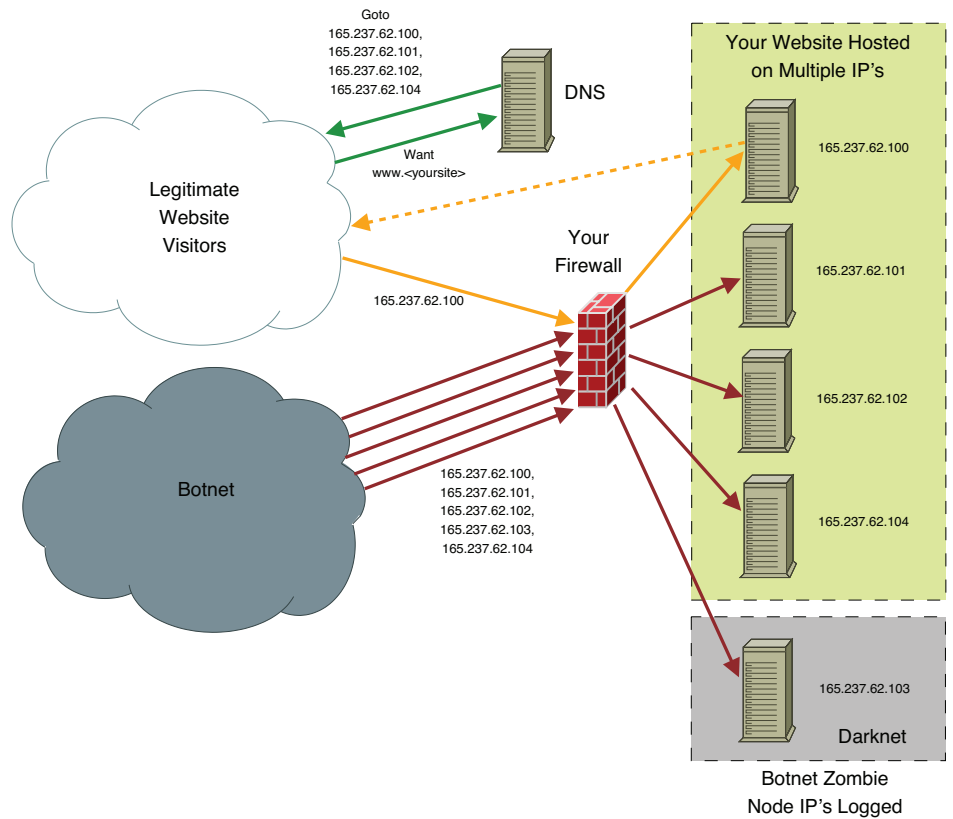 Goto
165.237.62.100,
165.237.62.101,
165.237.62.102,
165.237.62.104
DNS
Want
www.<yoursite>
Legitimate
Website
Visitors
165.237.62.100
Your
Firewall
Your Website Hosted
on Multiple IP's
165.237.62.100
165.237.62.101
165.237.62.102
165.237.62.104
Botnet
165.237.62.100,
165.237.62.101,
165.237.62.102,
165.237.62.103,
165.237.62.104
165.237.62.103
Darknet
Botnet Zombie
Node IP's Logged